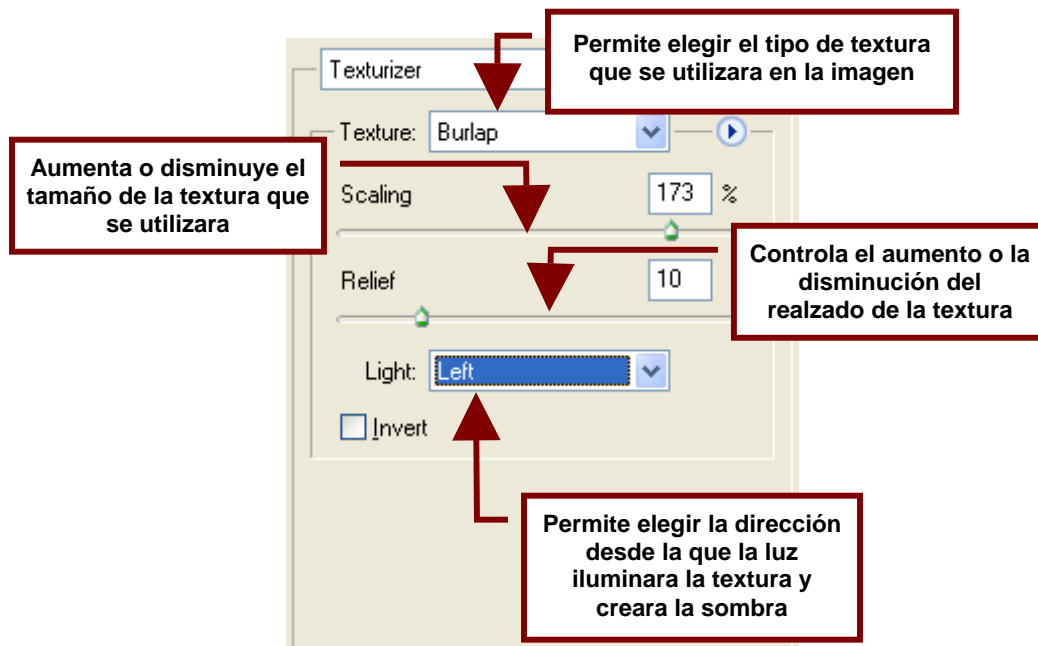 Permite elegir el tipo de textura
que se utilizara en la imagen
Texturizer
Texture: Burlap
Aumenta o disminuye el
tamaño de la textura que
se utilizara
Scaling 173 %
Controla el aumento o la
disminución del
realzado de la textura
Relief 10
Light: Left
Invert
Permite elegir la dirección
desde la que la luz
iluminara la textura y
creara la sombra